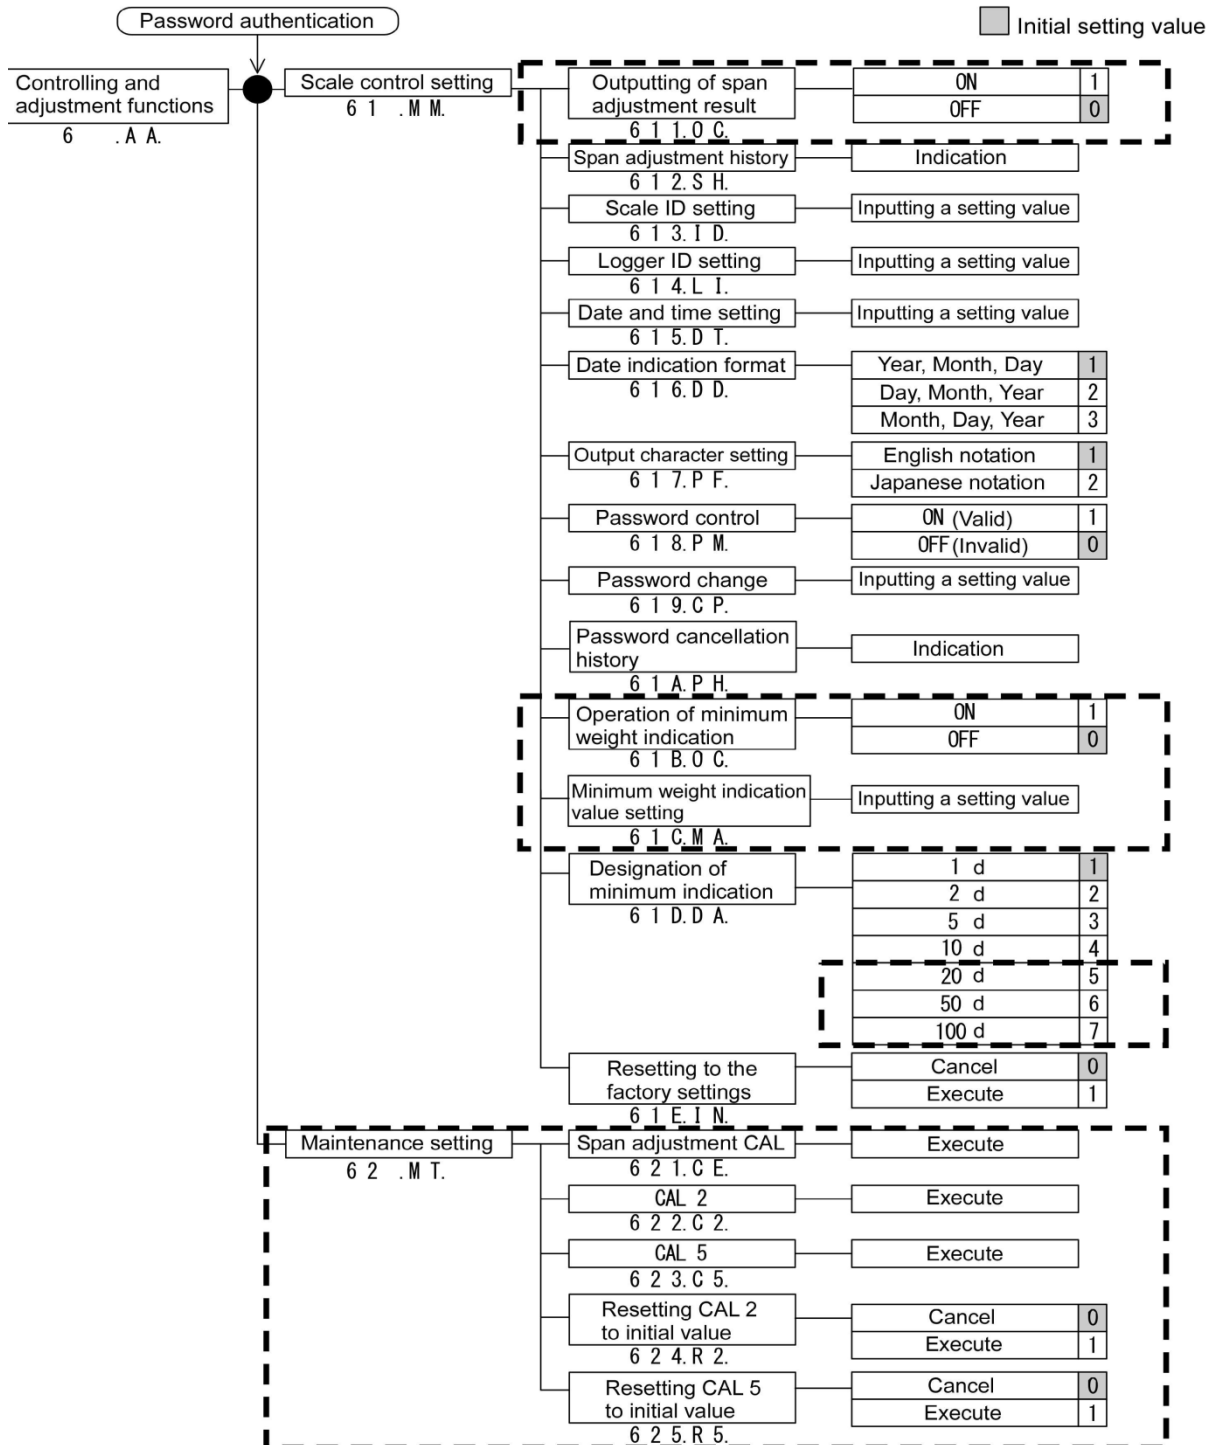 Password authentication
Initial setting value
Controlling and
adjustment functions
6 .A A.
Scale control setting
6 1 .M M.
Outputting of span
adjustment result
6 1 1.O C.
ON 1
OFF 0
Span adjustment history
6 1 2.S H.
Indication
Scale ID setting
6 1 3.I D.
Inputting a setting value
Logger ID setting
6 1 4.L I.
Inputting a setting value
Date and time setting
6 1 5.D T.
Inputting a setting value
Date indication format
6 1 6.D D.
Year, Month, Day 1
Day, Month, Year 2
Month, Day, Year 3
Output character setting
6 1 7.P F.
English notation 1
Japanese notation 2
Password control
6 1 8.P M.
ON (Valid) 1
OFF (Invalid) 0
Password change
6 1 9.C P.
Inputting a setting value
Password cancellation
history
6 1 A.P H.
Indication
Operation of minimum
weight indication
6 1 B.O C.
ON 1
OFF 0
Minimum weight indication
value setting
6 1 C.M A.
Inputting a setting value
Designation of
minimum indication
6 1 D.D A.
1 d 1
2 d 2
5 d 3
10 d 4
20 d 5
50 d 6
100 d 7
Resetting to the
factory settings
6 1 E.I N.
Cancel 0
Execute 1
Maintenance setting
6 2 .M T.
Span adjustment CAL
6 2 1.C E.
Execute
CAL 2
6 2 2.C 2.
Execute
CAL 5
6 2 3.C 5.
Execute
Resetting CAL 2
to initial value
6 2 4.R 2.
Cancel 0
Execute 1
Resetting CAL 5
to initial value
6 2 5.R 5.
Cancel 0
Execute 1